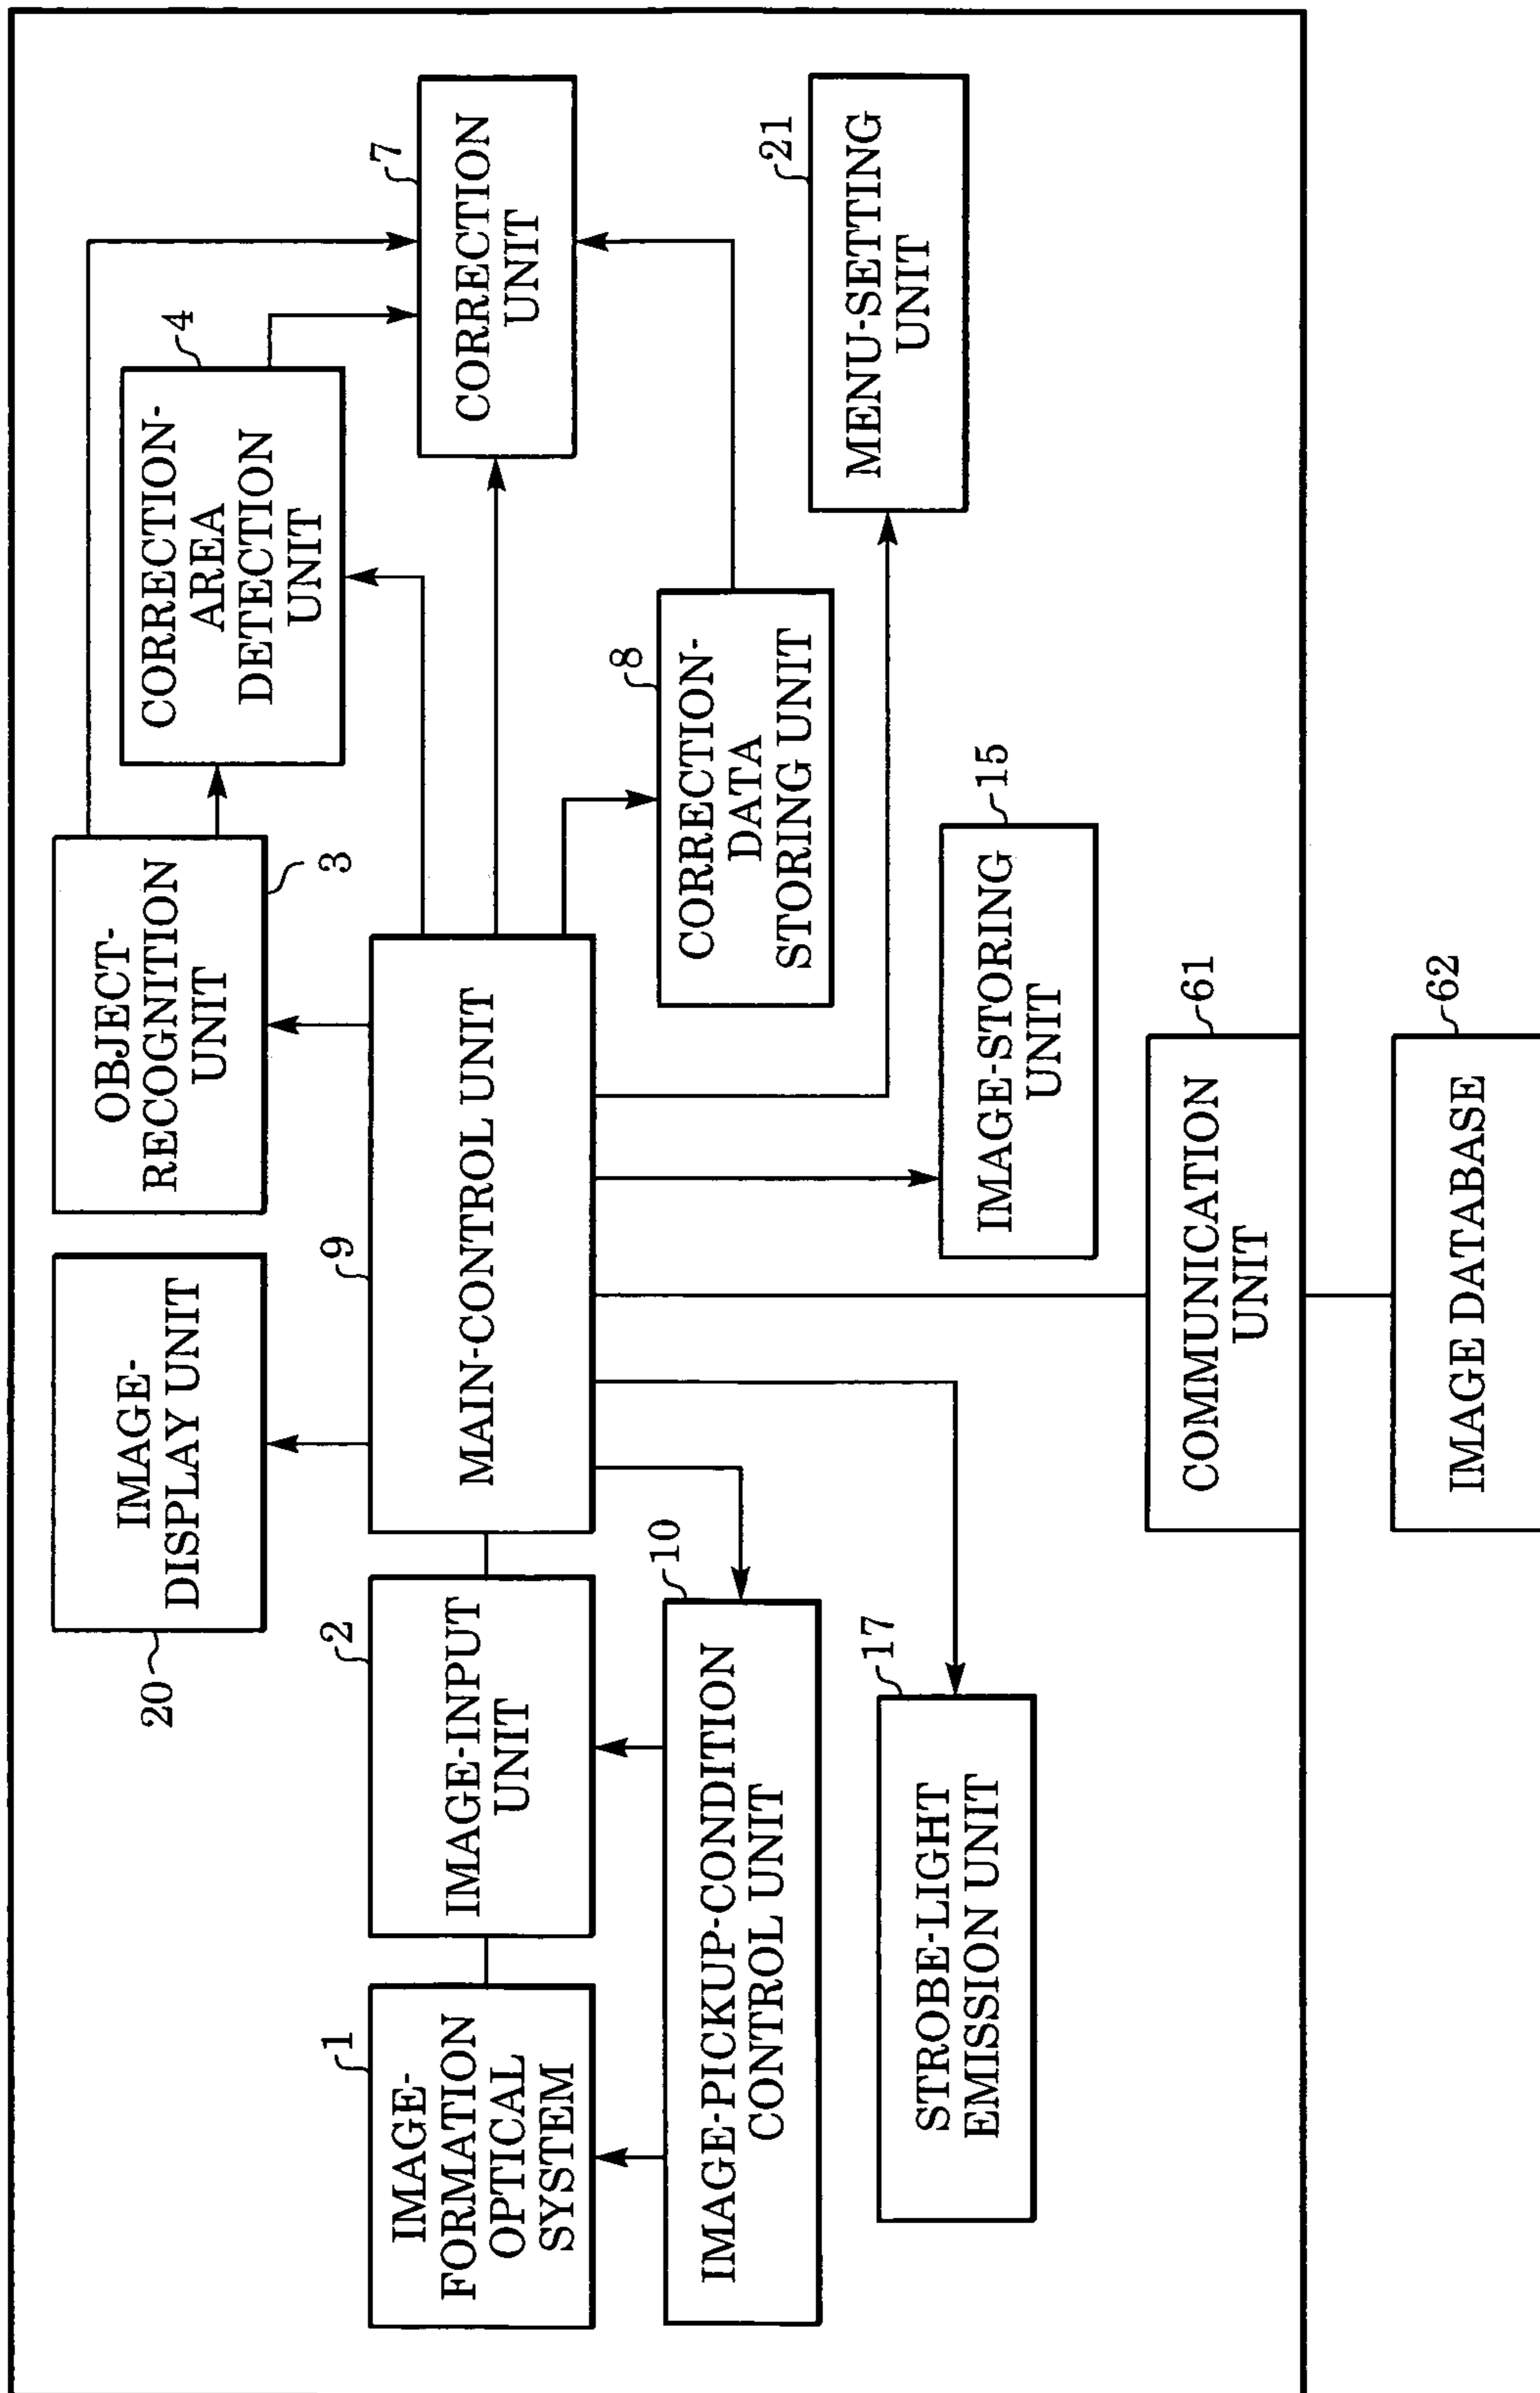 20
IMAGE-
DISPLAY UNIT
OBJECT-
RECOGNITION
UNIT
3
CORRECTION-
AREA
DETECTION
UNIT
4
1
IMAGE-
FORMATION
OPTICAL
SYSTEM
2
IMAGE-INPUT
UNIT
9
MAIN-CONTROL UNIT
7
CORRECTION
UNIT
10
IMAGE-PICKUP-CONDITION
CONTROL UNIT
8
CORRECTION-
DATA
STORING UNIT
17
STROBE-LIGHT
EMISSION UNIT
15
IMAGE-STORING
UNIT
21
MENU-SETTING
UNIT
61
COMMUNICATION
UNIT
62
IMAGE DATABASE